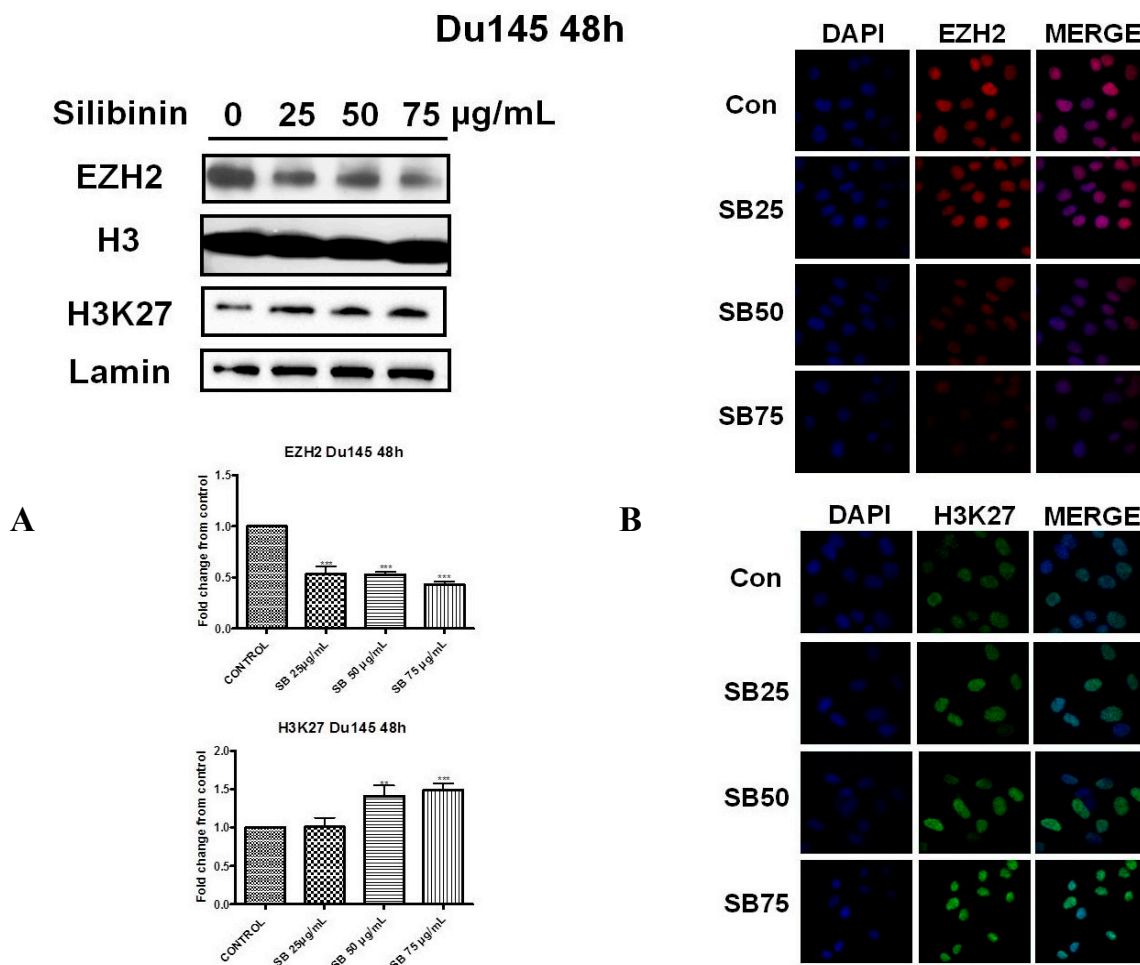 Du145 48h
Silibinin 0 25 50 75 µg/mL
EZH2
H3
H3K27
Lamin
EZH2 Du145 48h
Fold change from control
1.5
1.0
0.5
0.0
***
***
***
CONTROL
SB 25µg/mL
SB 50 µg/mL
SB 75 µg/mL
H3K27 Du145 48h
Fold change from control
2.0
1.5
1.0
0.5
0.0
**
***
CONTROL
SB 25µg/mL
SB 50 µg/mL
SB 75 µg/mL
A
DAPI EZH2 MERGE
Con
SB25
SB50
SB75
B
DAPI H3K27 MERGE
Con
SB25
SB50
SB75